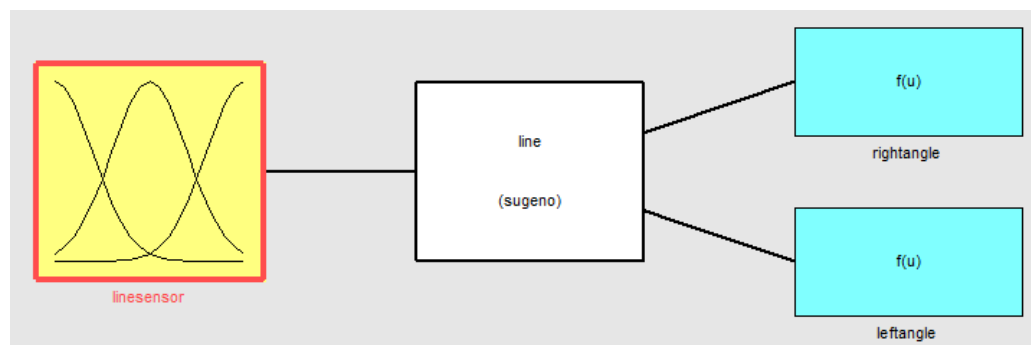 linesensor
line
(sugeno)
f(u)
rightangle
f(u)
leftangle